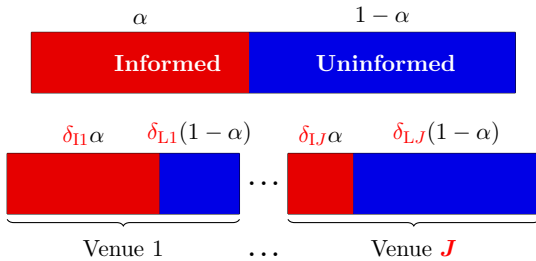 α 1 − α
Informed Uninformed
δI1α δL1(1 − α) δIJα δLJ(1 − α)
...
Venue 1 ... Venue J